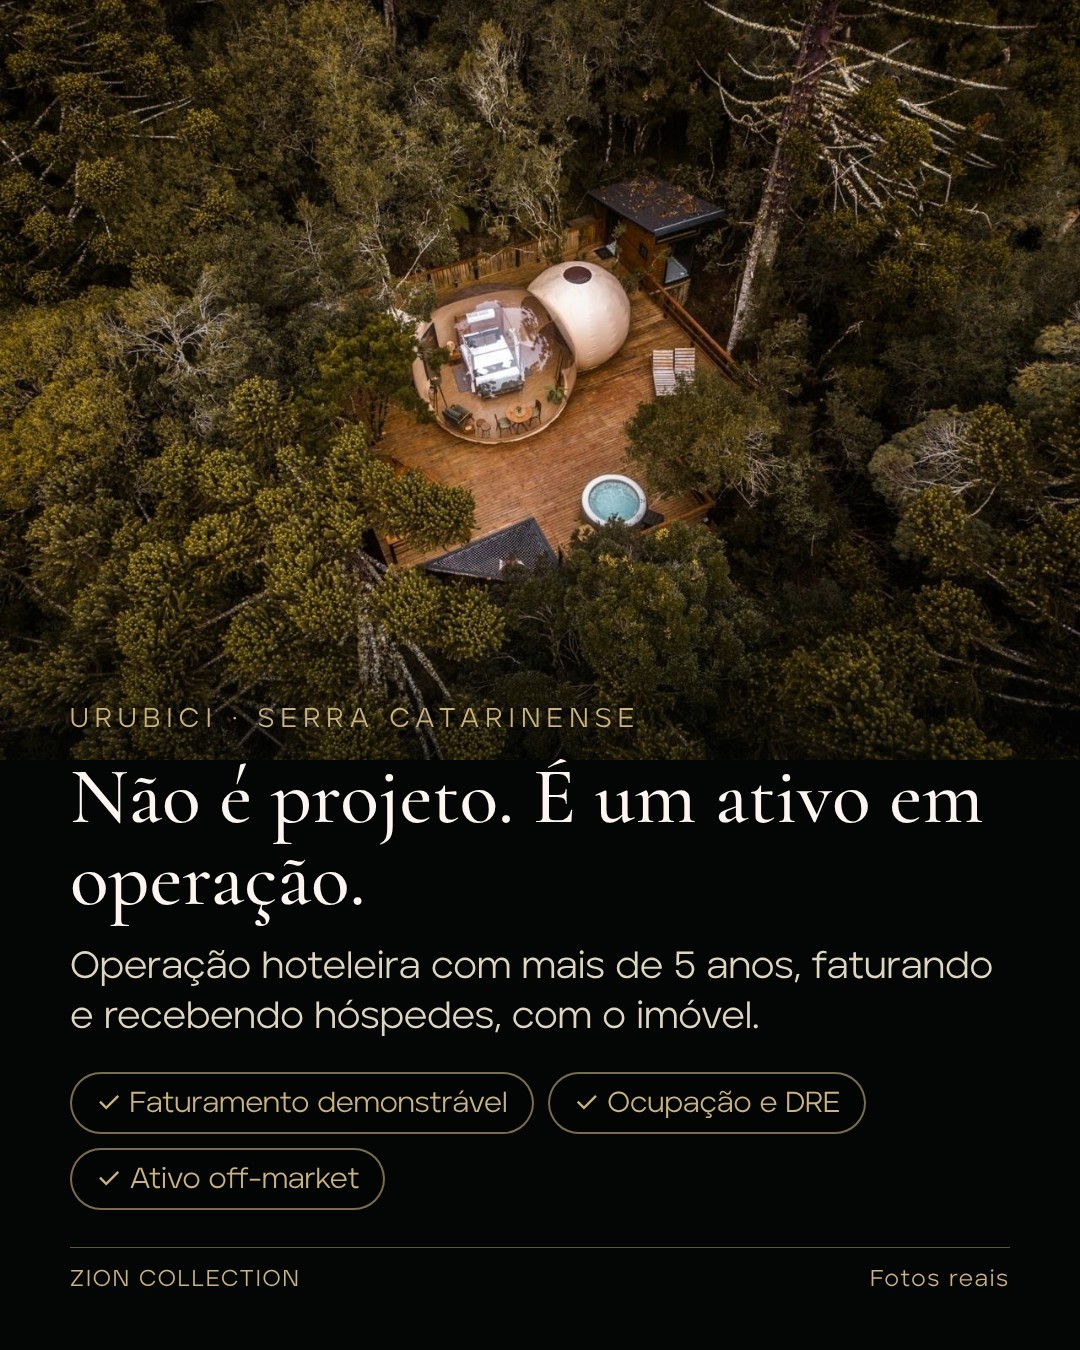 URUBICI · SERRA CATARINENSE
Não é projeto. É um ativo em
operação.
Operação hoteleira com mais de 5 anos, faturando
e recebendo hóspedes, com o imóvel.
✓ Faturamento demonstrável
✓ Ocupação e DRE
✓ Ativo off-market
ZION COLLECTION
Fotos reais